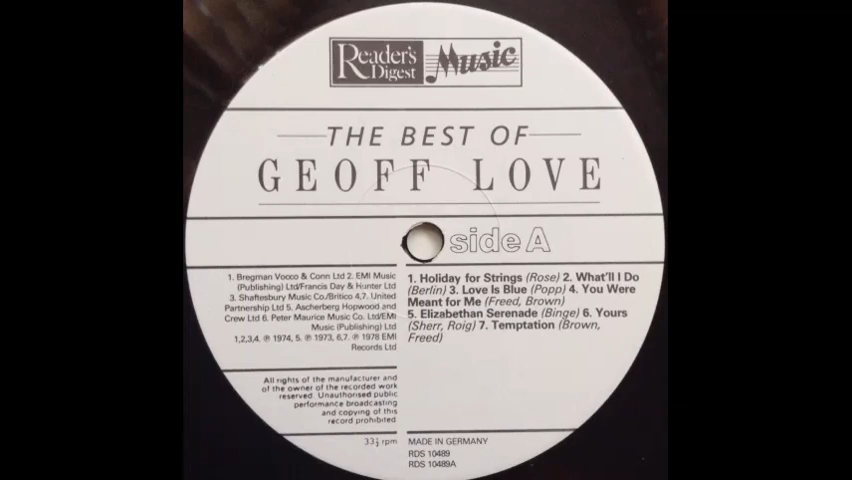 Reader's Digest Music
THE BEST OF
GEOFF LOVE
side A
1. Bregman Vocco & Conn Ltd 2. EMI Music
(Publishing) Ltd/Francis Day & Hunter Ltd
3. Shaftesbury Music Co./Britico 4,7. United
Partnership Ltd 5. Ascherberg Hopwood and
Crew Ltd 6. Peter Maurice Music Co. Ltd/EMI
Music (Publishing) Ltd
1,2,3,4. ℗ 1974, 5. ℗ 1973, 6,7. ℗ 1978 EMI
Records Ltd
1. Holiday for Strings (Rose) 2. What'll I Do
(Berlin) 3. Love Is Blue (Popp) 4. You Were
Meant for Me (Freed, Brown)
5. Elizabethan Serenade (Binge) 6. Yours
(Sherr, Roig) 7. Temptation (Brown,
Freed)
All rights of the manufacturer and
of the owner of the recorded work
reserved. Unauthorised public
performance broadcasting
and copying of this
record prohibited
33⅓ rpm
MADE IN GERMANY
RDS 10489
RDS 10489A